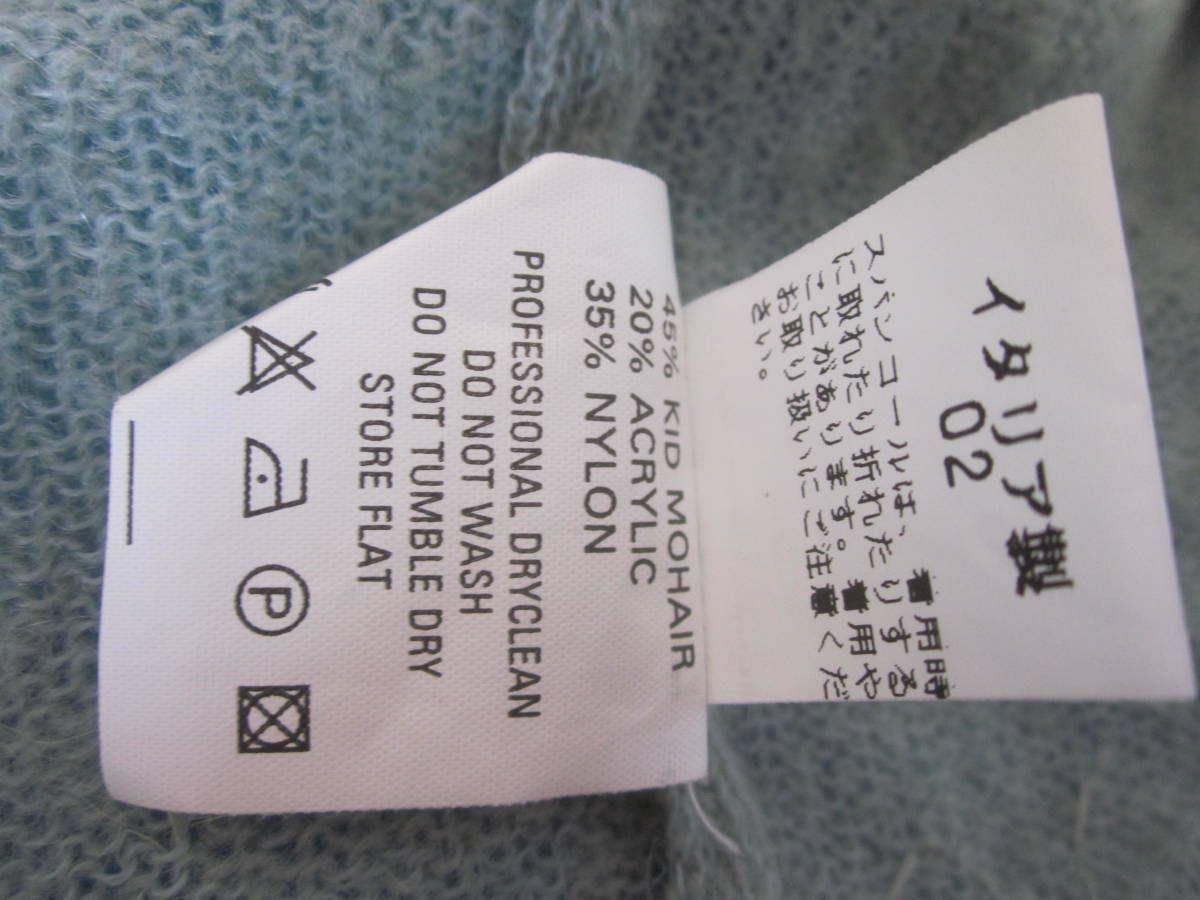 45% KID MOHAIR
20% ACRYLIC
35% NYLON
PROFESSIONAL DRYCLEAN
DO NOT WASH
DO NOT TUMBLE DRY
STORE FLAT
P
イタリア製
02
スパンコールは、着用時
に取れたり折れたりする
ことがあります。着用や
お取り扱いにご注意くだ
さい。